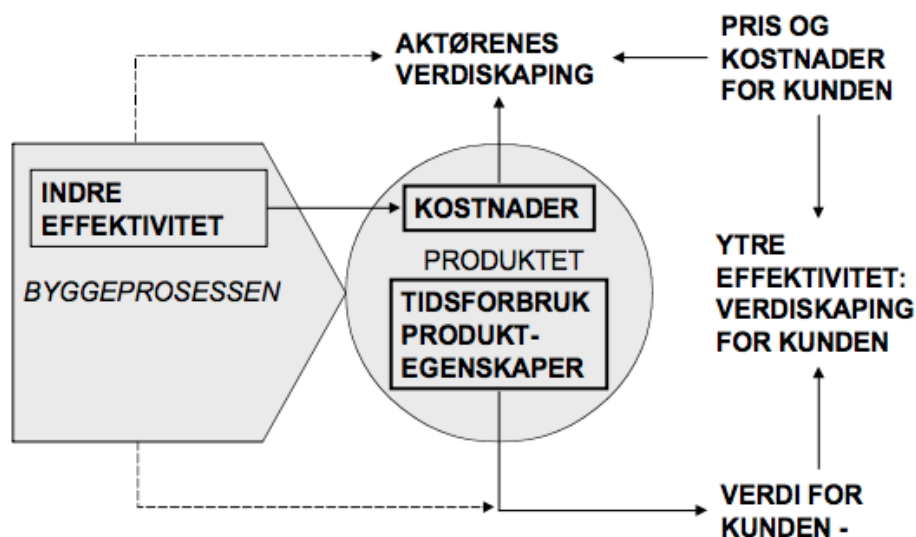 AKTØRENES
VERDISKAPING
PRIS OG
KOSTNADER
FOR KUNDEN
INDRE
EFFEKTIVITET
BYGGEPROSESSEN
KOSTNADER
PRODUKTET
TIDSFORBRUK
PRODUKT-
EGENSKAPER
YTRE
EFFEKTIVITET:
VERDISKAPING
FOR KUNDEN
VERDI FOR
KUNDEN -